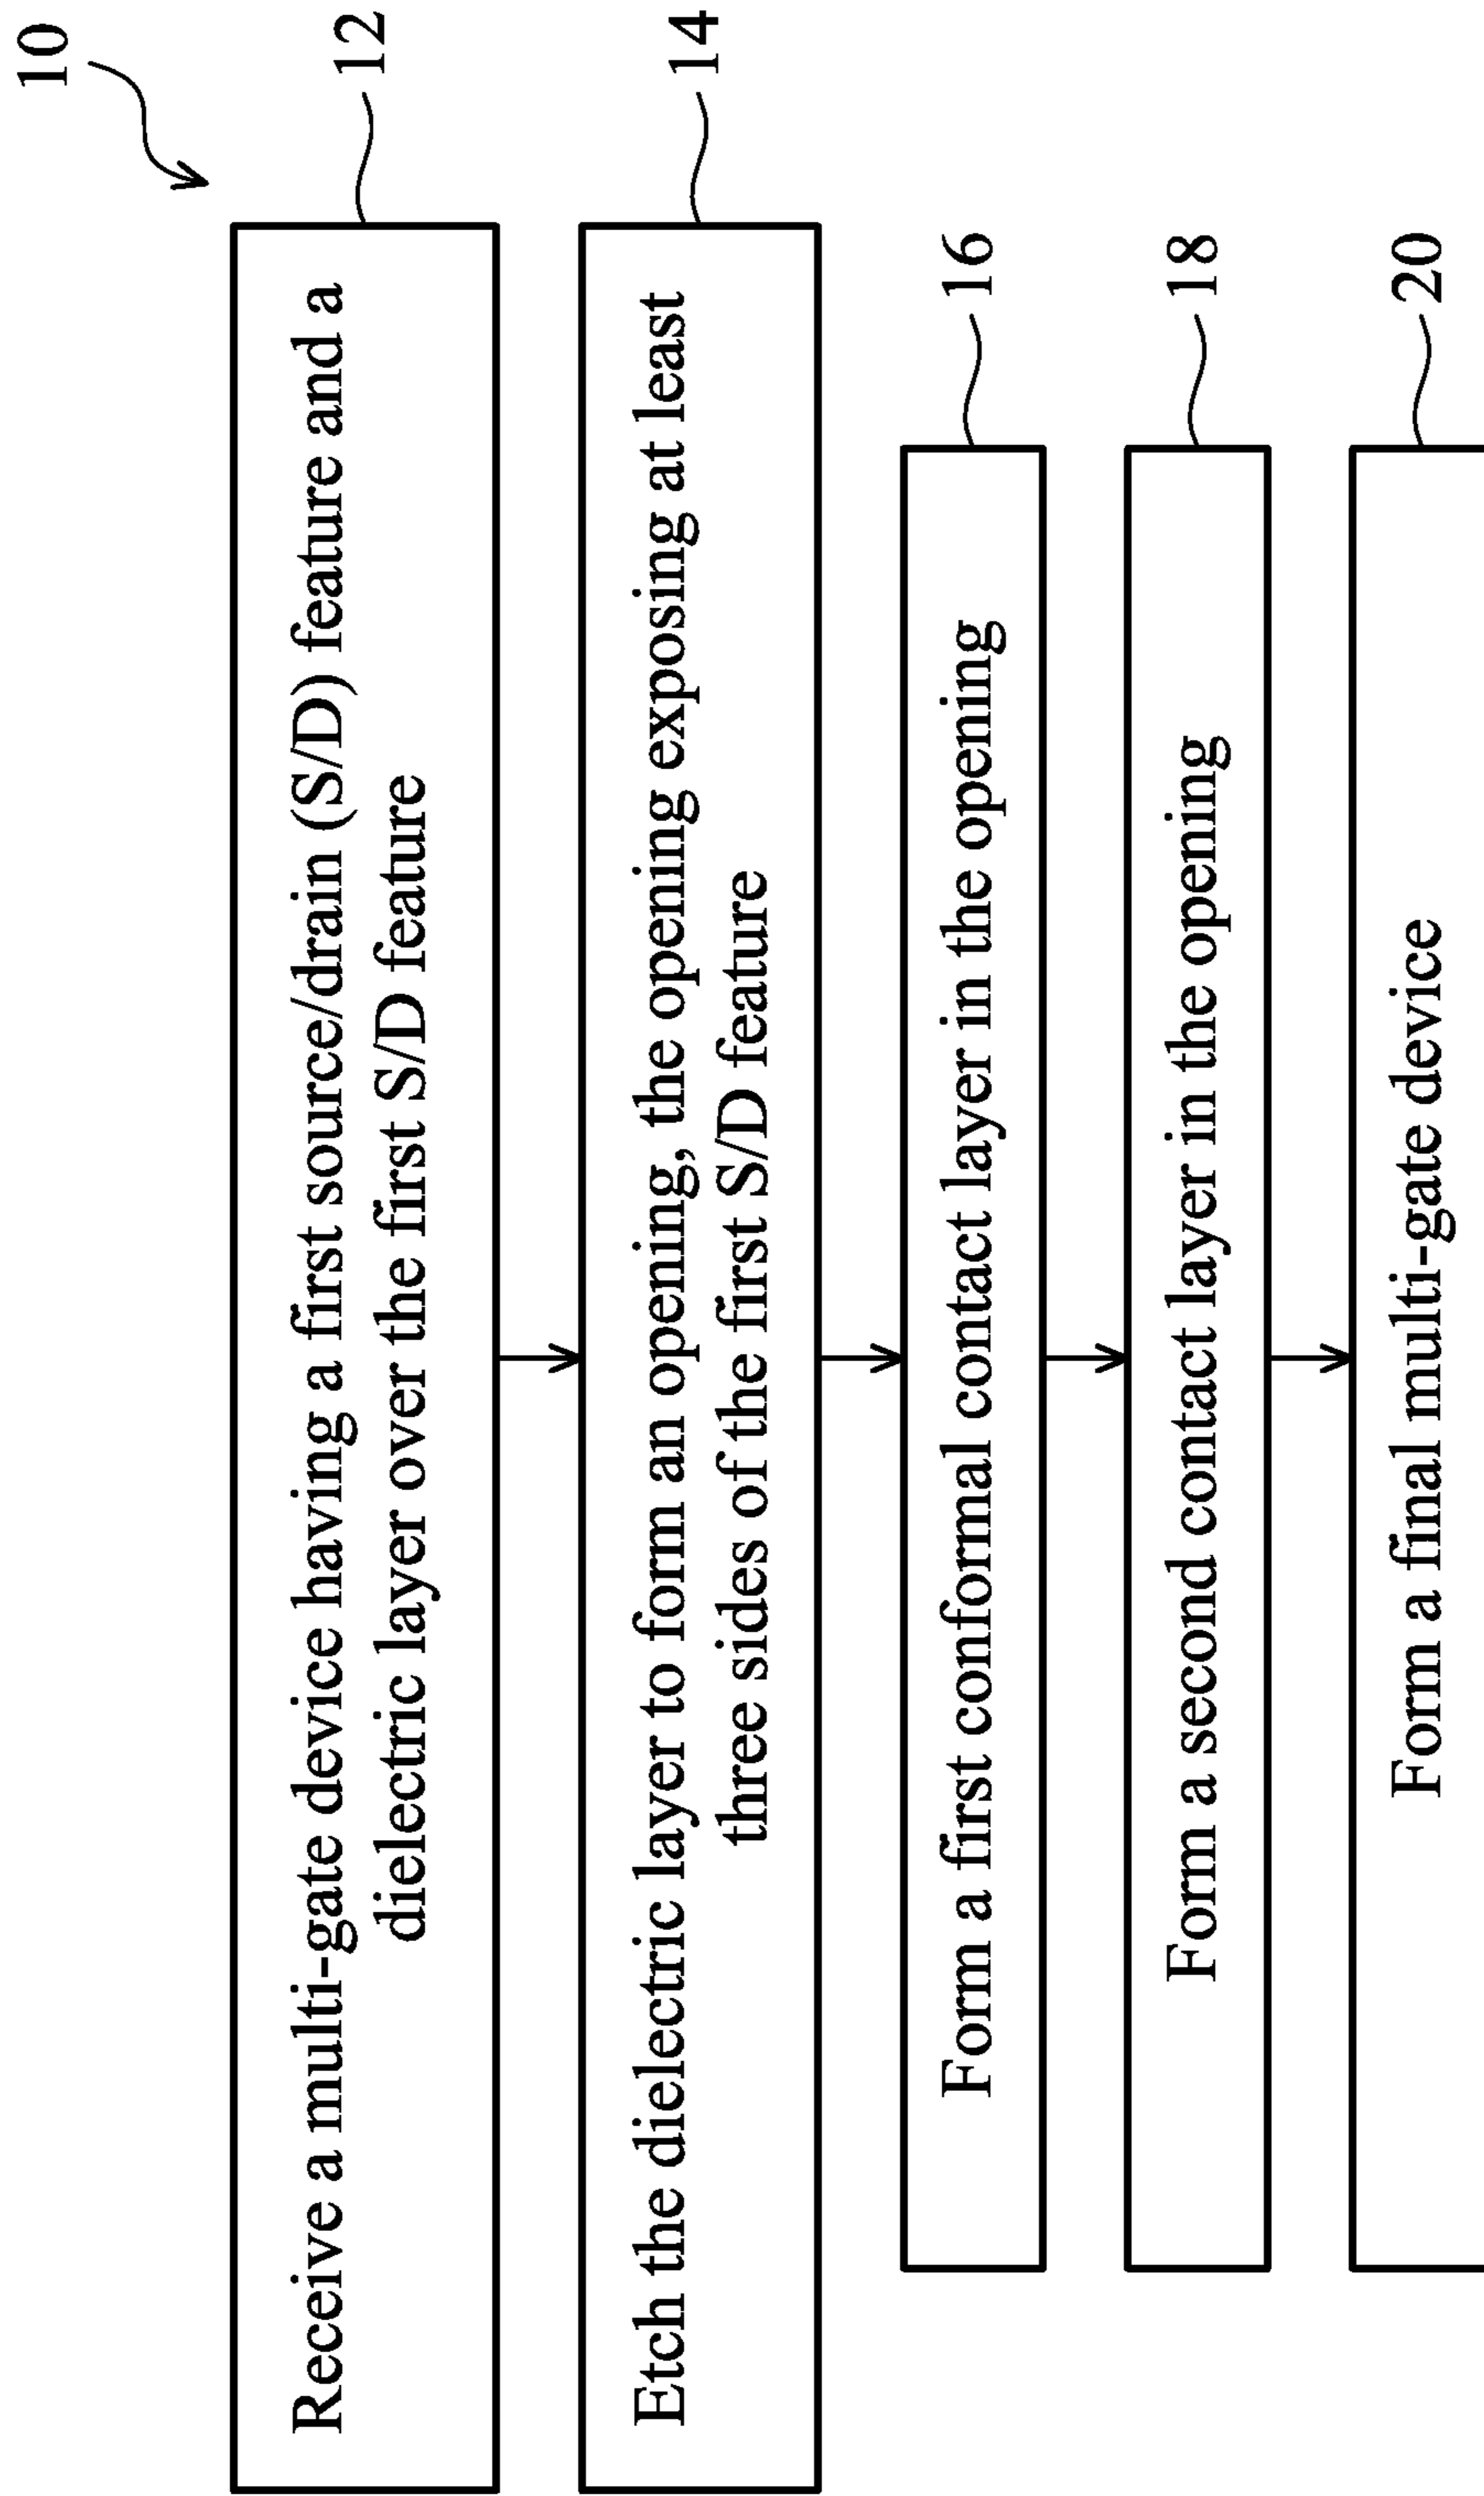 10
Receive a multi-gate device having a first source/drain (S/D) feature and a
dielectric layer over the first S/D feature
12
Etch the dielectric layer to form an opening, the opening exposing at least
three sides of the first S/D feature
14
Form a first conformal contact layer in the opening
16
Form a second contact layer in the opening
18
Form a final multi-gate device
20